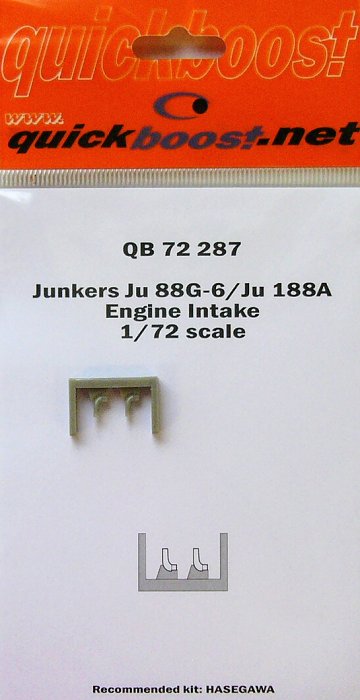 quickboost
www.
quickboost.net
QB 72 287
Junkers Ju 88G-6/Ju 188A
Engine Intake
1/72 scale
Recommended kit: HASEGAWA